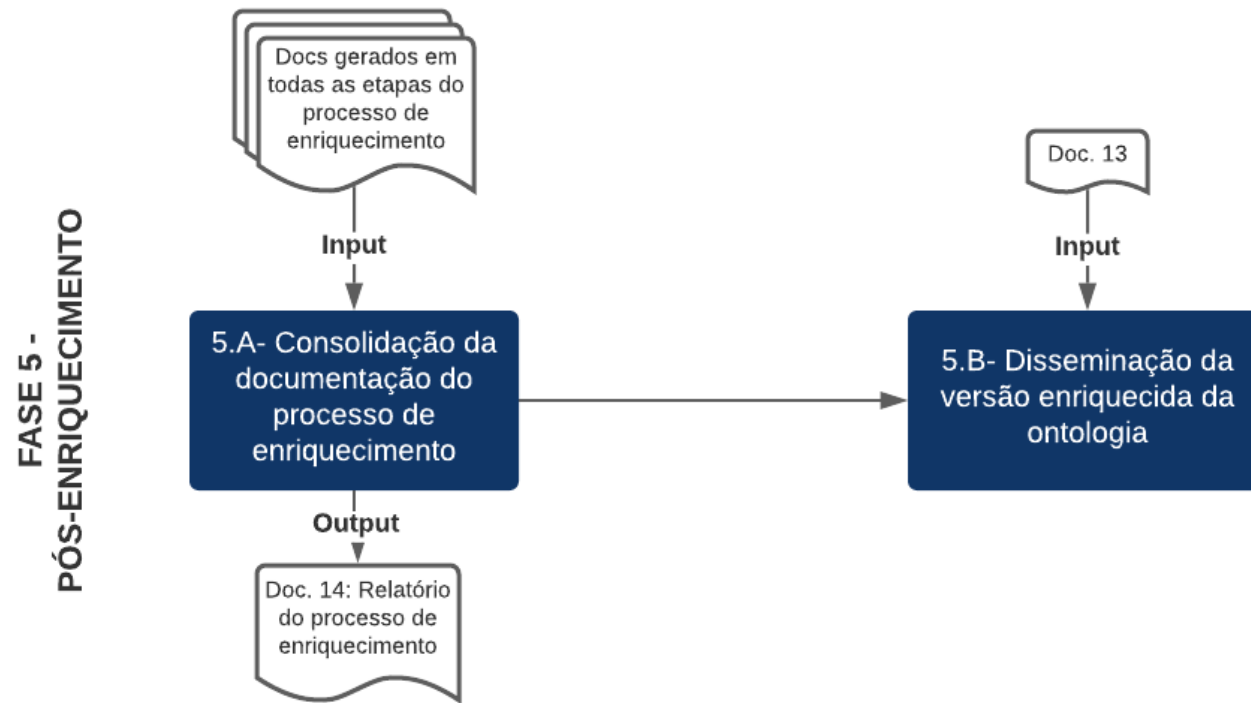 FASE 5 -
PÓS-ENRIQUECIMENTO
Docs gerados em
todas as etapas do
processo de
enriquecimento
Input
5.A- Consolidação da
documentação do
processo de
enriquecimento
Output
Doc. 14: Relatório
do processo de
enriquecimento
Doc. 13
Input
5.B- Disseminação da
versão enriquecida da
ontologia